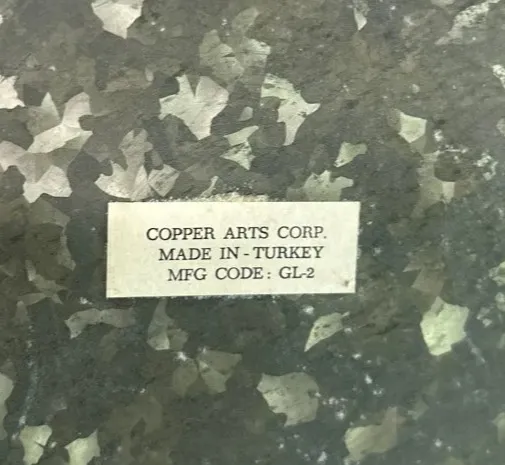 COPPER ARTS CORP.
MADE IN - TURKEY
MFG CODE: GL-2